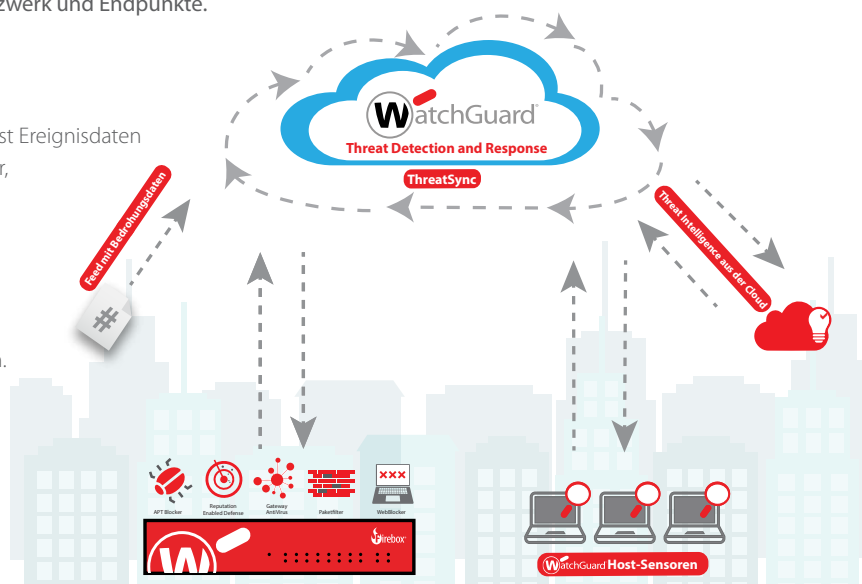 zwerk und Endpunkte.
st Ereignisdaten
r,
n.
WatchGuard
Threat Detection and Response
ThreatSync
Feed mit Bedrohungsdaten
#
Threat Intelligence aus der Cloud
APT Blocker
Reputation
Enabled Defense
Gateway
AntiVirus
Paketfilter
WebBlocker
xxx
W
Firebox
WatchGuard Host-Sensoren